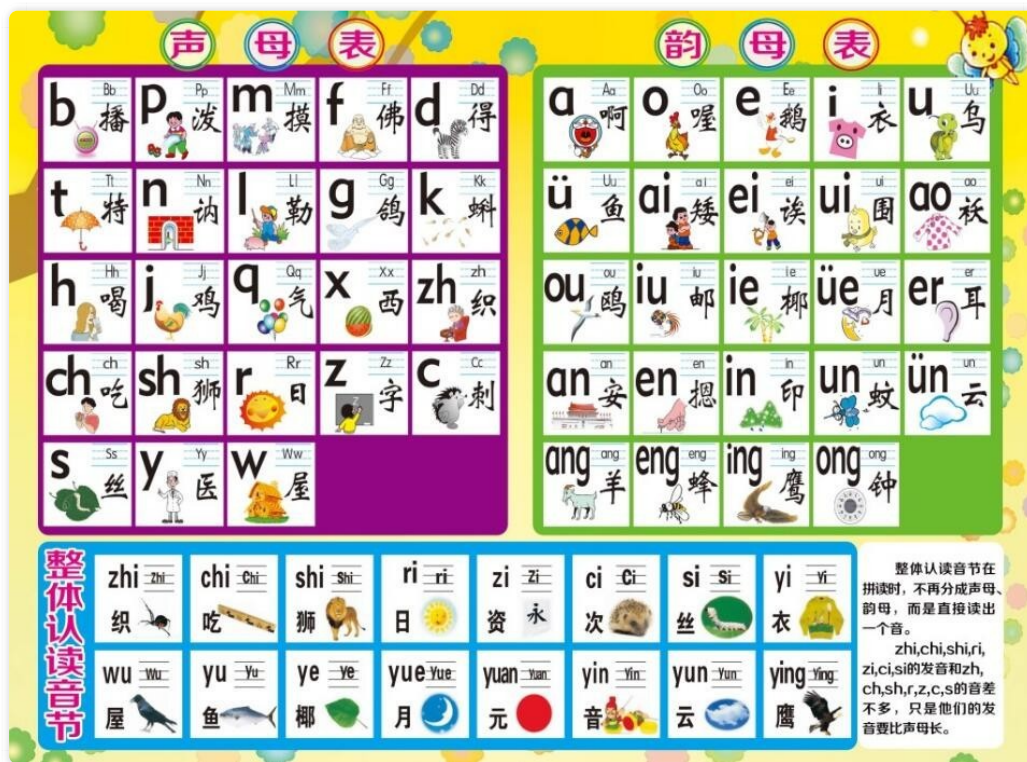 声母表
b Bb 播 p Pp 泼 m Mm 摸 f Ff 佛 d Dd 得
t Tt 特 n Nn 讷 l Ll 勒 g Gg 鸽 k Kk 蝌
h Hh 喝 j Jj 鸡 q Qq 气 x Xx 西 zh zh 织
ch ch 吃 sh sh 狮 r Rr 日 z Zz 字 c Cc 刺
s Ss 丝 y Yy 医 w Ww 屋
韵母表
a Aa 啊 o Oo 喔 e Ee 鹅 i Ii 衣 u Uu 乌
ü Uu 鱼 ai ai 矮 ei ei 诶 ui ui 围 ao ao 袄
ou ou 鸥 iu iu 邮 ie ie 椰 üe ue 月 er er 耳
an an 安 en en 摁 in in 印 un un 蚊 ün un 云
ang ang 羊 eng eng 蜂 ing ing 鹰 ong ong 钟
整体认读音节
zhi Zhi 织 chi Chi 吃 shi Shi 狮 ri ri 日 zi Zi 资 永 ci Ci 次 si Si 丝 yi Yi 衣
wu Wu 屋 yu Yu 鱼 ye Ye 椰 yue Yue 月 yuan Yuan 元 yin Yin 音 yun Yun 云 ying Ying 鹰
整体认读音节在
拼读时，不再分成声母、
韵母，而是直接读出
一个音。
zhi,chi,shi,ri,
zi,ci,si的发音和zh,
ch,sh,r,z,c,s的音差
不多，只是他们的发
音要比声母长。